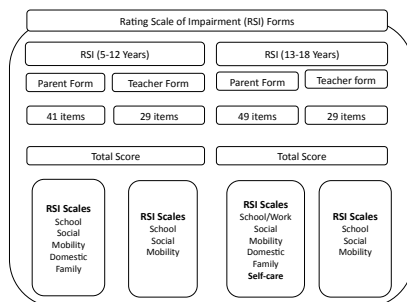 Rating Scale of Impairment (RSI) Forms
RSI (5-12 Years)
RSI (13-18 Years)
Parent Form
Teacher Form
Parent Form
Teacher form
41 items
29 items
49 items
29 items
Total Score
Total Score
RSI Scales
School
Social
Mobility
Domestic
Family
RSI Scales
School
Social
Mobility
RSI Scales
School/Work
Social
Mobility
Domestic
Family
Self-care
RSI Scales
School
Social
Mobility